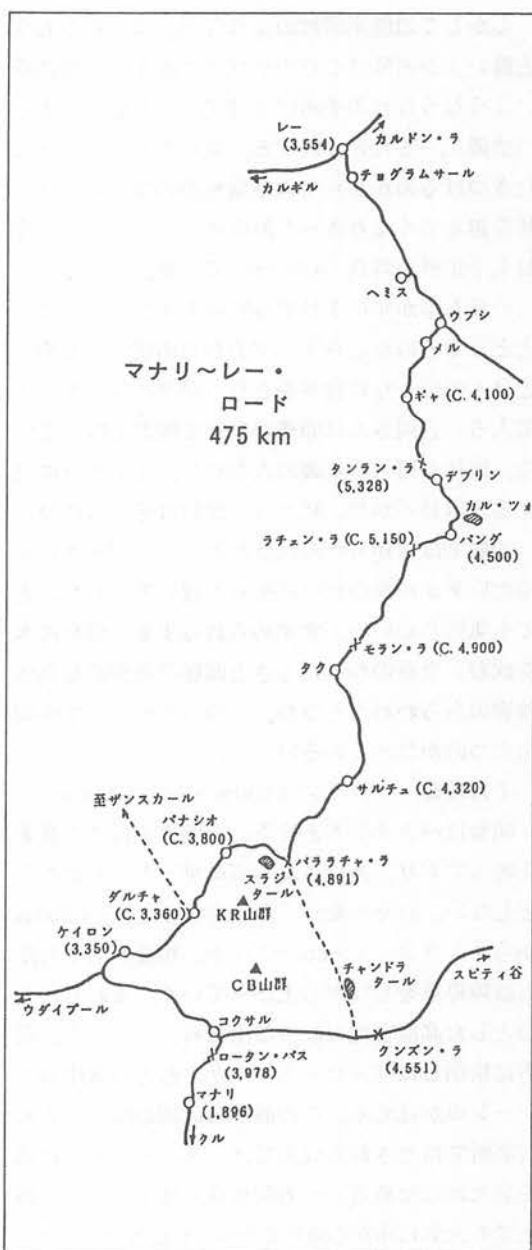 レー
(3,554)
カルドン・ラ
カルギル
チョグラムサール
ヘミス
ウプシ
メル
マナリ～レー・
ロード
475 km
ギャ (C. 4,100)
タンラン・ラ
(5,328)
デブリン
カル・ツォ
ラチェン・ラ (C. 5,150)
パング
(4,500)
モラン・ラ (C. 4,900)
タク
サルチュ (C. 4,320)
至ザンスカール
パナシオ
(C. 3,800)
スラジ
タール
バララチャ・ラ
(4,891)
ダルチャ
(C. 3,360)
KR山群
ケイロン
(3,350)
CB山群
チャンドラ
スピティ谷
ウダイプール
コクサル
クンズン・ラ
(4,551)
ロータン・パス
(3,978)
マナリ
(1,896)
クル